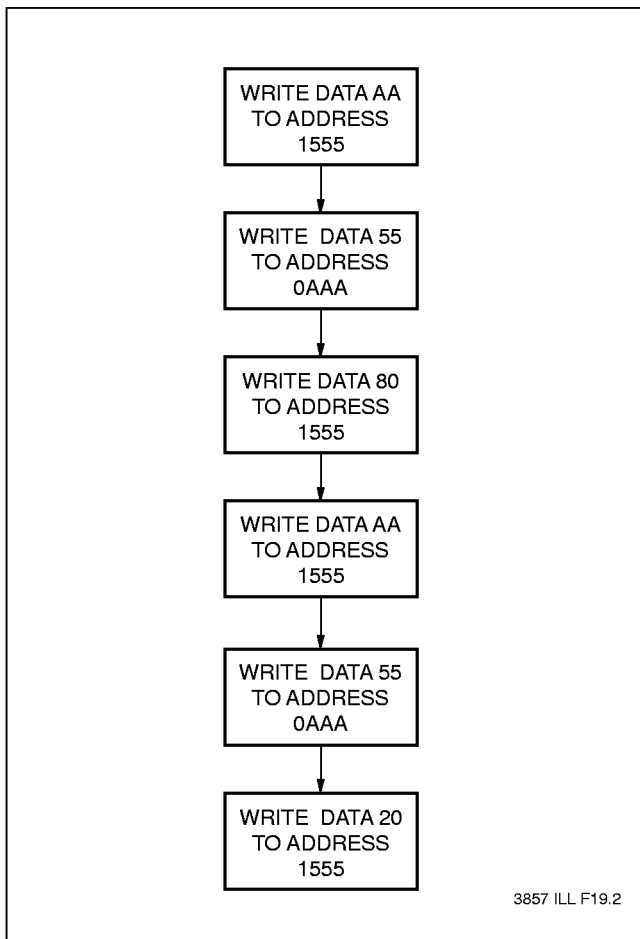 WRITE DATA AA
TO ADDRESS
1555
WRITE DATA 55
TO ADDRESS
0AAA
WRITE DATA 80
TO ADDRESS
1555
WRITE DATA AA
TO ADDRESS
1555
WRITE DATA 55
TO ADDRESS
0AAA
WRITE DATA 20
TO ADDRESS
1555
3857 ILL F19.2